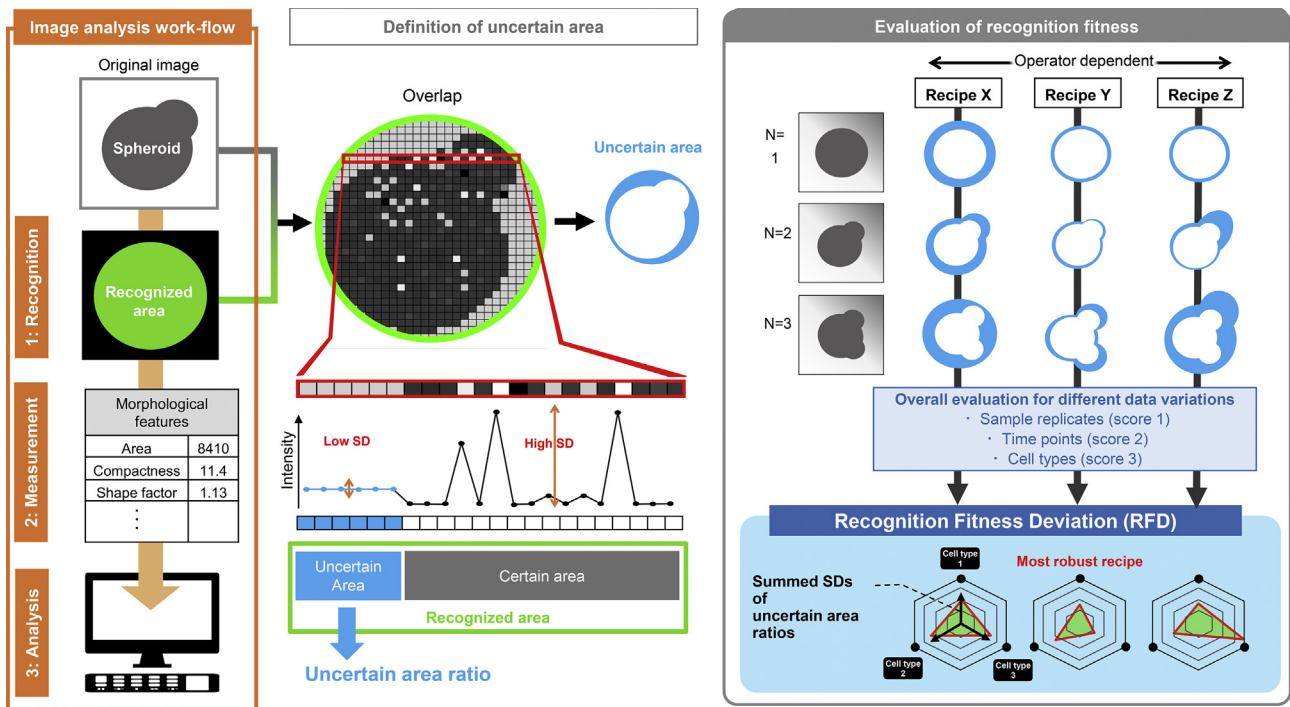 Image analysis work-flow
Original image
Spheroid
Recognized
area
1: Recognition
2: Measurement
3: Analysis
Morphological
features
Area 8410
Compactness 11.4
Shape factor 1.13
Definition of uncertain area
Overlap
Uncertain area
Intensity
Low SD
High SD
Uncertain
Area
Certain area
Recognized area
Uncertain area ratio
Evaluation of recognition fitness
Operator dependent
Recipe X
Recipe Y
Recipe Z
N=
1
N=2
N=3
Overall evaluation for different data variations
· Sample replicates (score 1)
· Time points (score 2)
· Cell types (score 3)
Recognition Fitness Deviation (RFD)
Cell type
1
Most robust recipe
Summed SDs
of
uncertain area
ratios
Cell type
2
Cell type
3